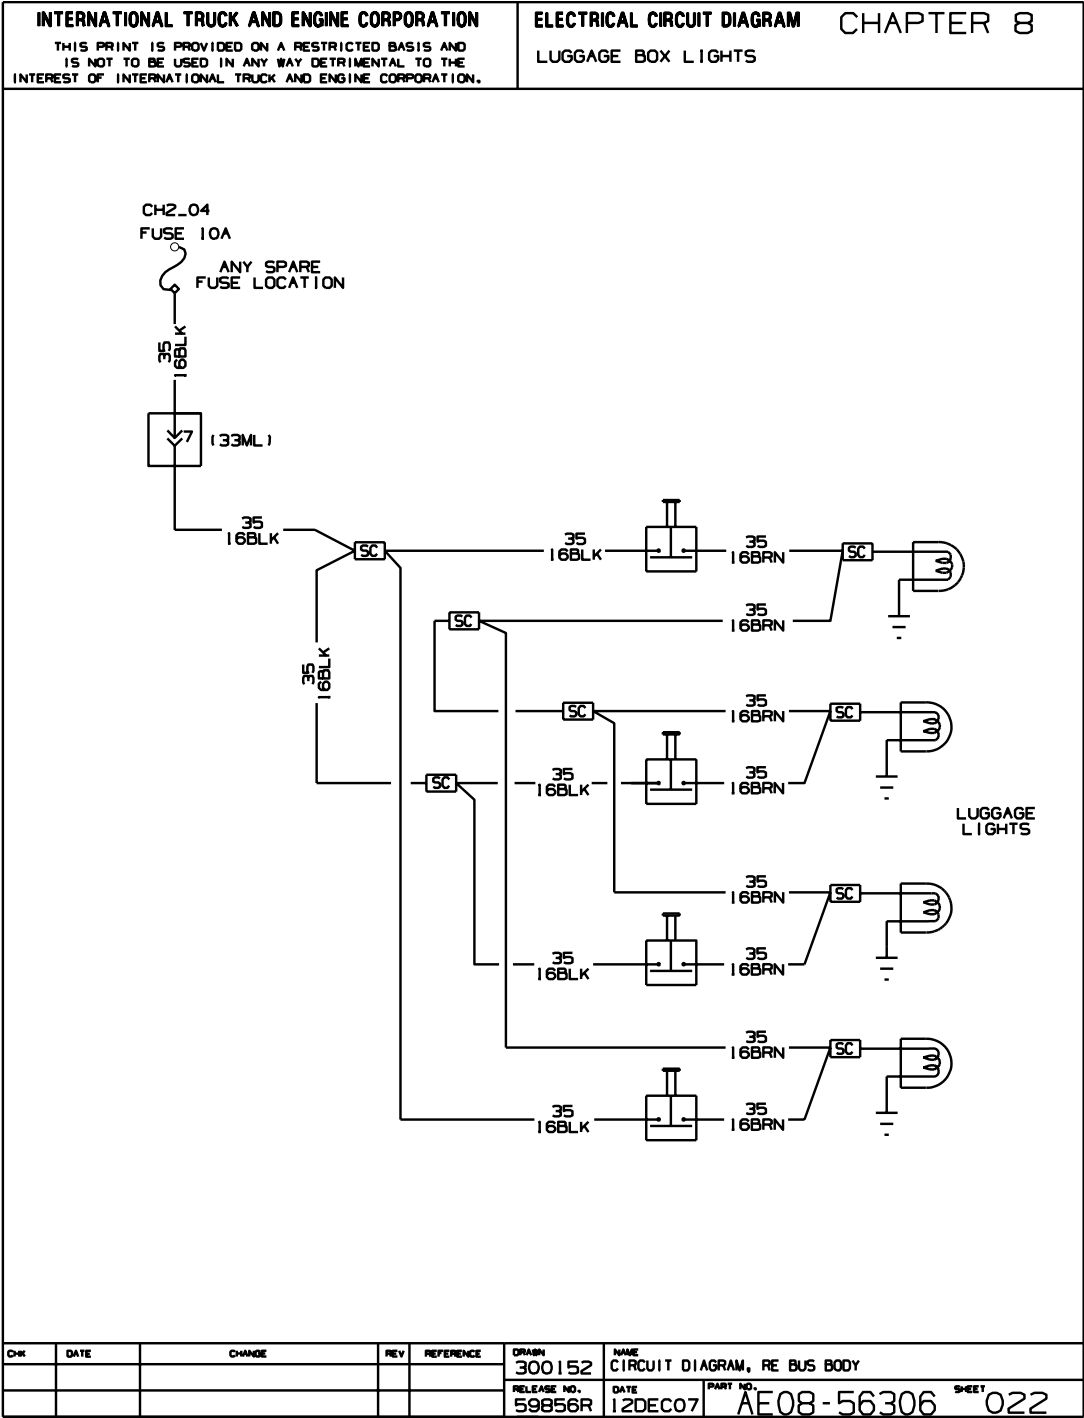 INTERNATIONAL TRUCK AND ENGINE CORPORATION
THIS PRINT IS PROVIDED ON A RESTRICTED BASIS AND
IS NOT TO BE USED IN ANY WAY DETRIMENTAL TO THE
INTEREST OF INTERNATIONAL TRUCK AND ENGINE CORPORATION.
ELECTRICAL CIRCUIT DIAGRAM
CHAPTER 8
LUGGAGE BOX LIGHTS
CH2_04
FUSE 10A
ANY SPARE
FUSE LOCATION
35
16BLK
7
(33ML)
35
16BLK
SC
35
16BLK
35
16BRN
SC
SC
35
16BRN
35
16BLK
SC
35
16BRN
SC
SC
35
16BLK
35
16BRN
LUGGAGE
LIGHTS
35
16BRN
SC
35
16BLK
35
16BRN
35
16BRN
SC
35
16BLK
35
16BRN
CHK
DATE
CHANGE
REV
REFERENCE
DRAWN
300152
NAME
CIRCUIT DIAGRAM, RE BUS BODY
RELEASE NO.
59856R
DATE
12DEC07
PART NO.
AE08-56306
SHEET
022